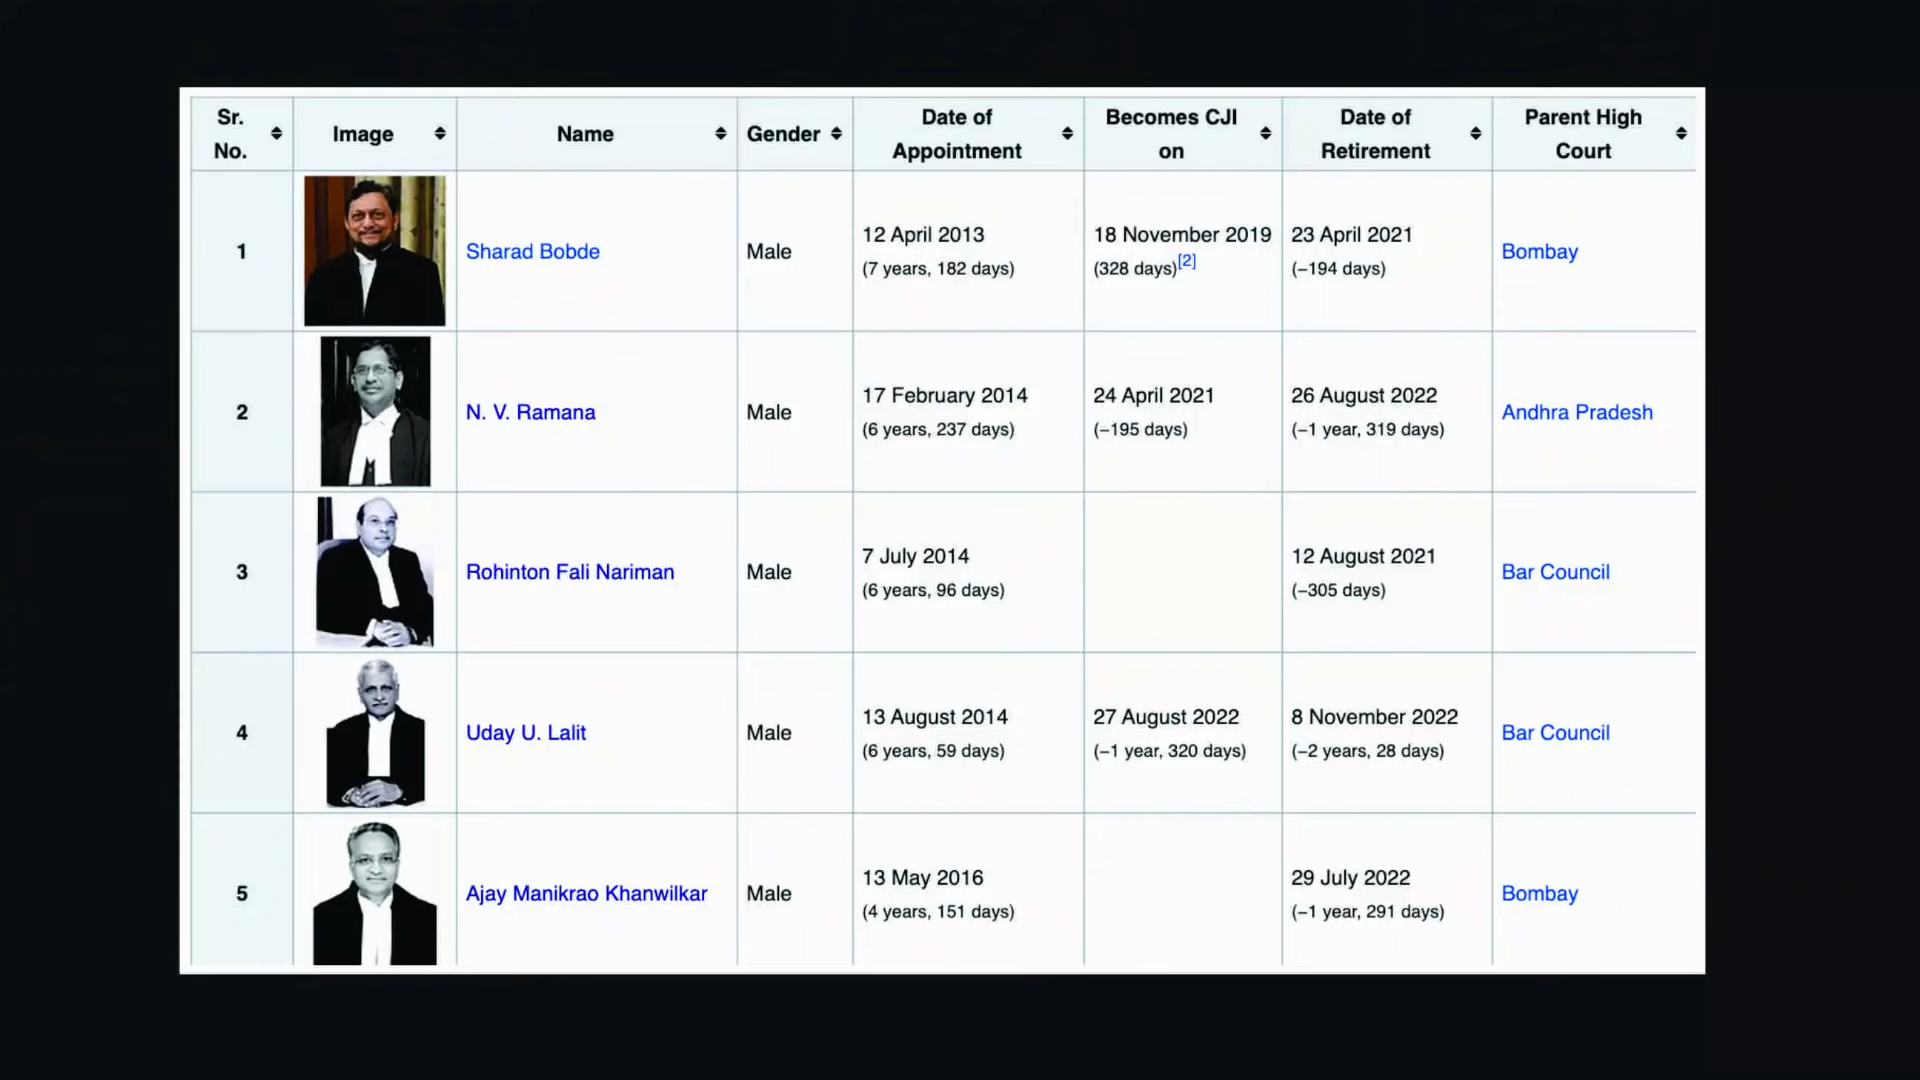 Sr. No. Image Name Gender Date of Appointment Becomes CJI on Date of Retirement Parent High Court
1 Sharad Bobde Male 12 April 2013 (7 years, 182 days) 18 November 2019 (328 days)[2] 23 April 2021 (−194 days) Bombay
2 N. V. Ramana Male 17 February 2014 (6 years, 237 days) 24 April 2021 (−195 days) 26 August 2022 (−1 year, 319 days) Andhra Pradesh
3 Rohinton Fali Nariman Male 7 July 2014 (6 years, 96 days) 12 August 2021 (−305 days) Bar Council
4 Uday U. Lalit Male 13 August 2014 (6 years, 59 days) 27 August 2022 (−1 year, 320 days) 8 November 2022 (−2 years, 28 days) Bar Council
5 Ajay Manikrao Khanwilkar Male 13 May 2016 (4 years, 151 days) 29 July 2022 (−1 year, 291 days) Bombay